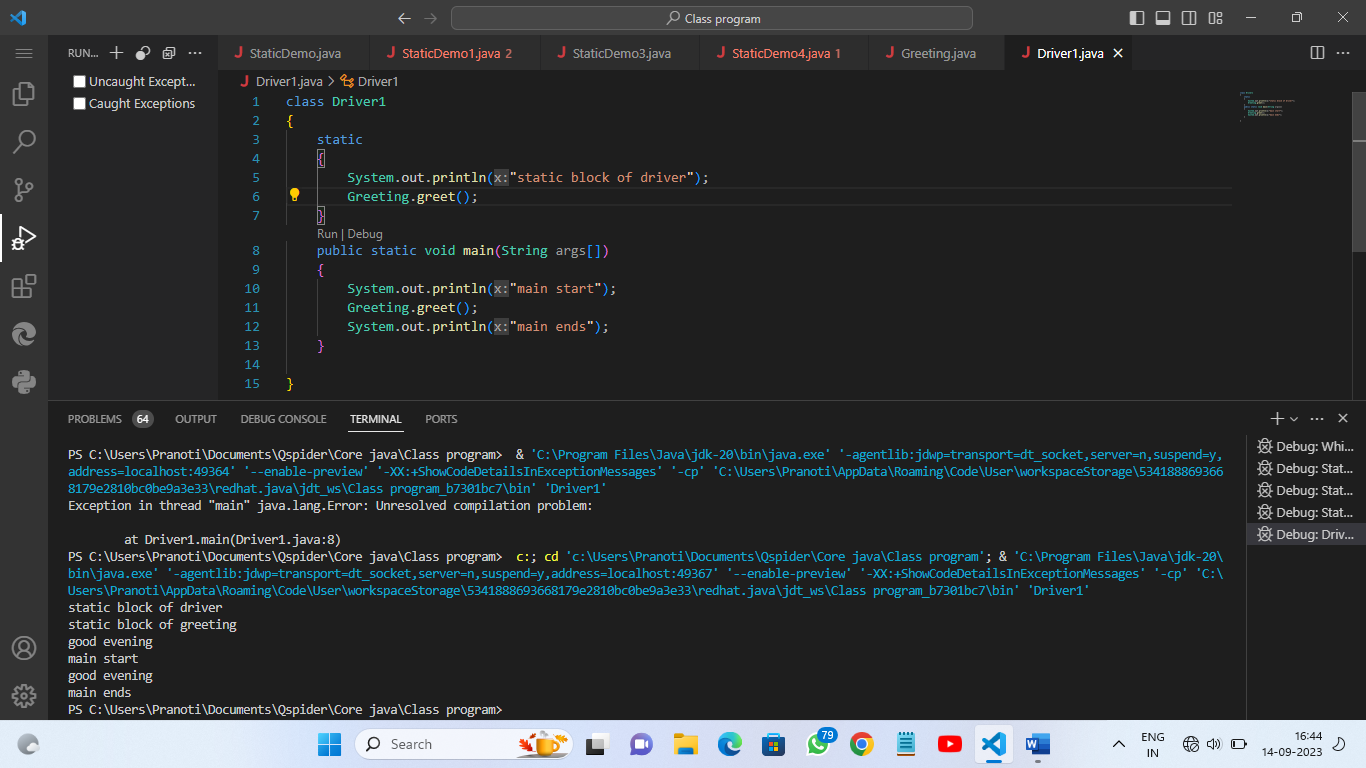 Class program
RUN...
StaticDemo.java
StaticDemo1.java 2
StaticDemo3.java
StaticDemo4.java 1
Greeting.java
Driver1.java
Uncaught Except...
Caught Exceptions
Driver1.java > Driver1
1 class Driver1
2 {
3 static
4 {
5 System.out.println(x:"static block of driver");
6 Greeting.greet();
7 }
Run | Debug
8 public static void main(String args[])
9 {
10 System.out.println(x:"main start");
11 Greeting.greet();
12 System.out.println(x:"main ends");
13 }
14
15 }
PROBLEMS 64 OUTPUT DEBUG CONSOLE TERMINAL PORTS
PS C:\Users\Pranoti\Documents\Qspider\Core java\Class program>  & 'C:\Program Files\Java\jdk-20\bin\java.exe' '-agentlib:jdwp=transport=dt_socket,server=n,suspend=y,
address=localhost:49364' '--enable-preview' '-XX:+ShowCodeDetailsInExceptionMessages' '-cp' 'C:\Users\Pranoti\AppData\Roaming\Code\User\workspaceStorage\534188869366
8179e2810bc0be9a3e33\redhat.java\jdt_ws\Class program_b7301bc7\bin' 'Driver1'
Exception in thread "main" java.lang.Error: Unresolved compilation problem:
at Driver1.main(Driver1.java:8)
PS C:\Users\Pranoti\Documents\Qspider\Core java\Class program>  c:; cd 'c:\Users\Pranoti\Documents\Qspider\Core java\Class program'; & 'C:\Program Files\Java\jdk-20\
bin\java.exe' '-agentlib:jdwp=transport=dt_socket,server=n,suspend=y,address=localhost:49367' '--enable-preview' '-XX:+ShowCodeDetailsInExceptionMessages' '-cp' 'C:\
Users\Pranoti\AppData\Roaming\Code\User\workspaceStorage\5341888693668179e2810bc0be9a3e33\redhat.java\jdt_ws\Class program_b7301bc7\bin' 'Driver1'
static block of driver
static block of greeting
good evening
main start
good evening
main ends
PS C:\Users\Pranoti\Documents\Qspider\Core java\Class program>
Debug: Whi...
Debug: Stat...
Debug: Stat...
Debug: Stat...
Debug: Driv...
Search
79
ENG
IN
16:44
14-09-2023